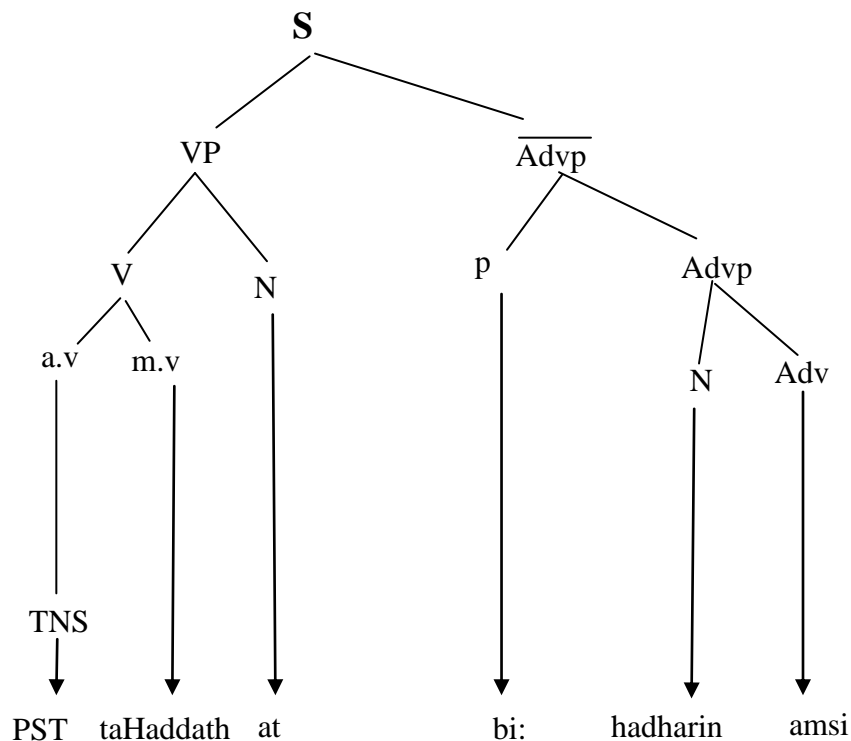 S
VP Advp
V N p Advp
a.v m.v N Adv
TNS
PST taHaddath at bi: hadharin amsi